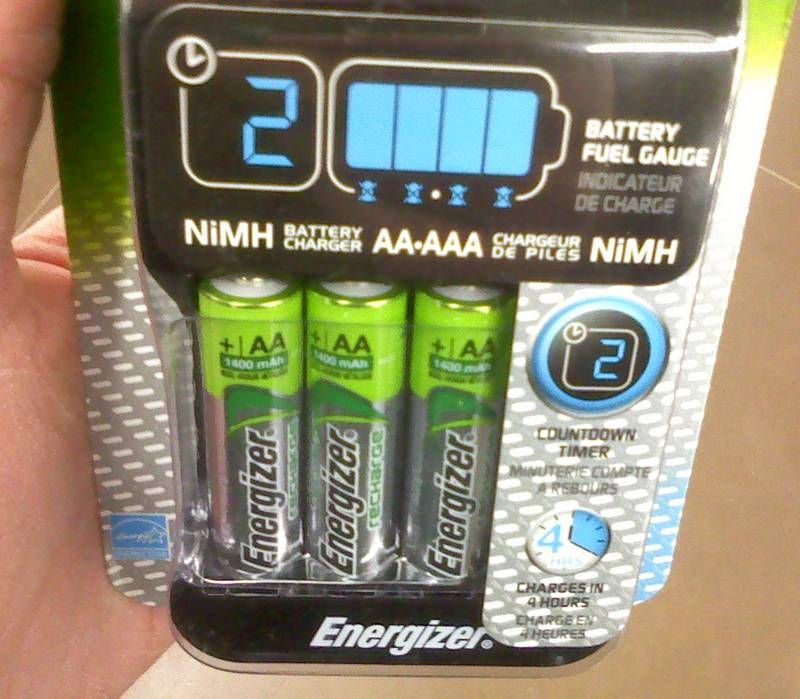 2
BATTERY
FUEL GAUGE
INDICATEUR
DE CHARGE
NiMH BATTERY CHARGER AA•AAA CHARGEUR DE PILES NiMH
+ AA
1400 mAh
Energizer®
recharge
+ AA
1400 mAh
Energizer®
recharge
+ AA
1400 mAh
Energizer®
2
COUNTDOWN
TIMER
MINUTERIE COMPTE
A REBOURS
4
HRS
CHARGES IN
4 HOURS
CHARGE EN
4 HEURES
Energizer®